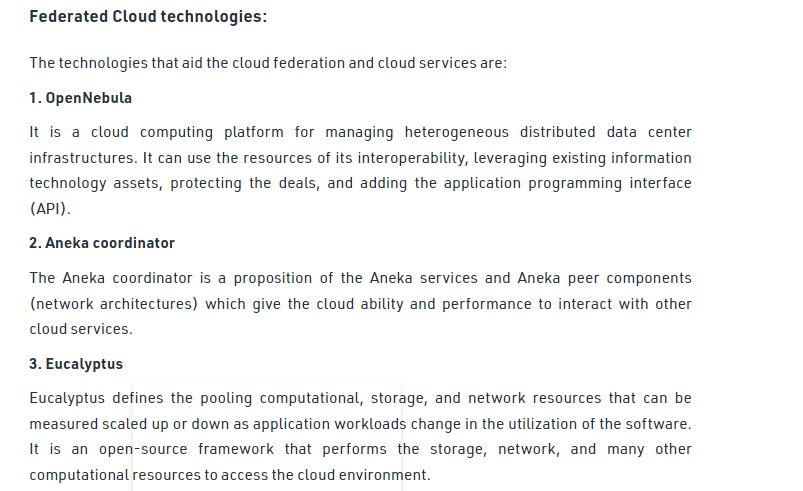 Federated Cloud technologies:
The technologies that aid the cloud federation and cloud services are:
1. OpenNebula
It is a cloud computing platform for managing heterogeneous distributed data center
infrastructures. It can use the resources of its interoperability, leveraging existing information
technology assets, protecting the deals, and adding the application programming interface
(API).
2. Aneka coordinator
The Aneka coordinator is a proposition of the Aneka services and Aneka peer components
(network architectures) which give the cloud ability and performance to interact with other
cloud services.
3. Eucalyptus
Eucalyptus defines the pooling computational, storage, and network resources that can be
measured scaled up or down as application workloads change in the utilization of the software.
It is an open-source framework that performs the storage, network, and many other
computational resources to access the cloud environment.